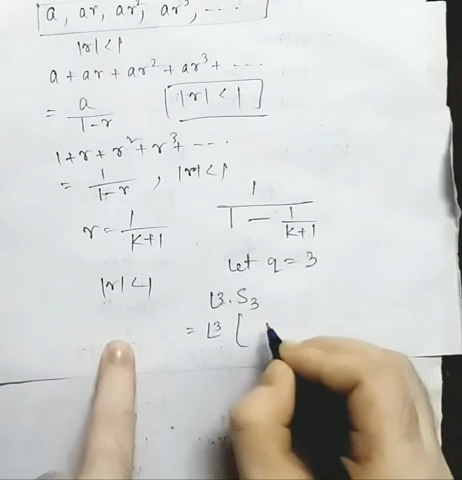 a, ar, ar², ar³, ....
|r|<1
a + ar + ar² + ar³ + ....
= a/(1-r) |r|<1
1+r+r²+r³+ ....
= 1/(1-r) , |r|<1
r = 1/(k+1) 1/(1 - 1/(k+1))
|r|<1 Let q = 3
L3.S₃
= L3 [